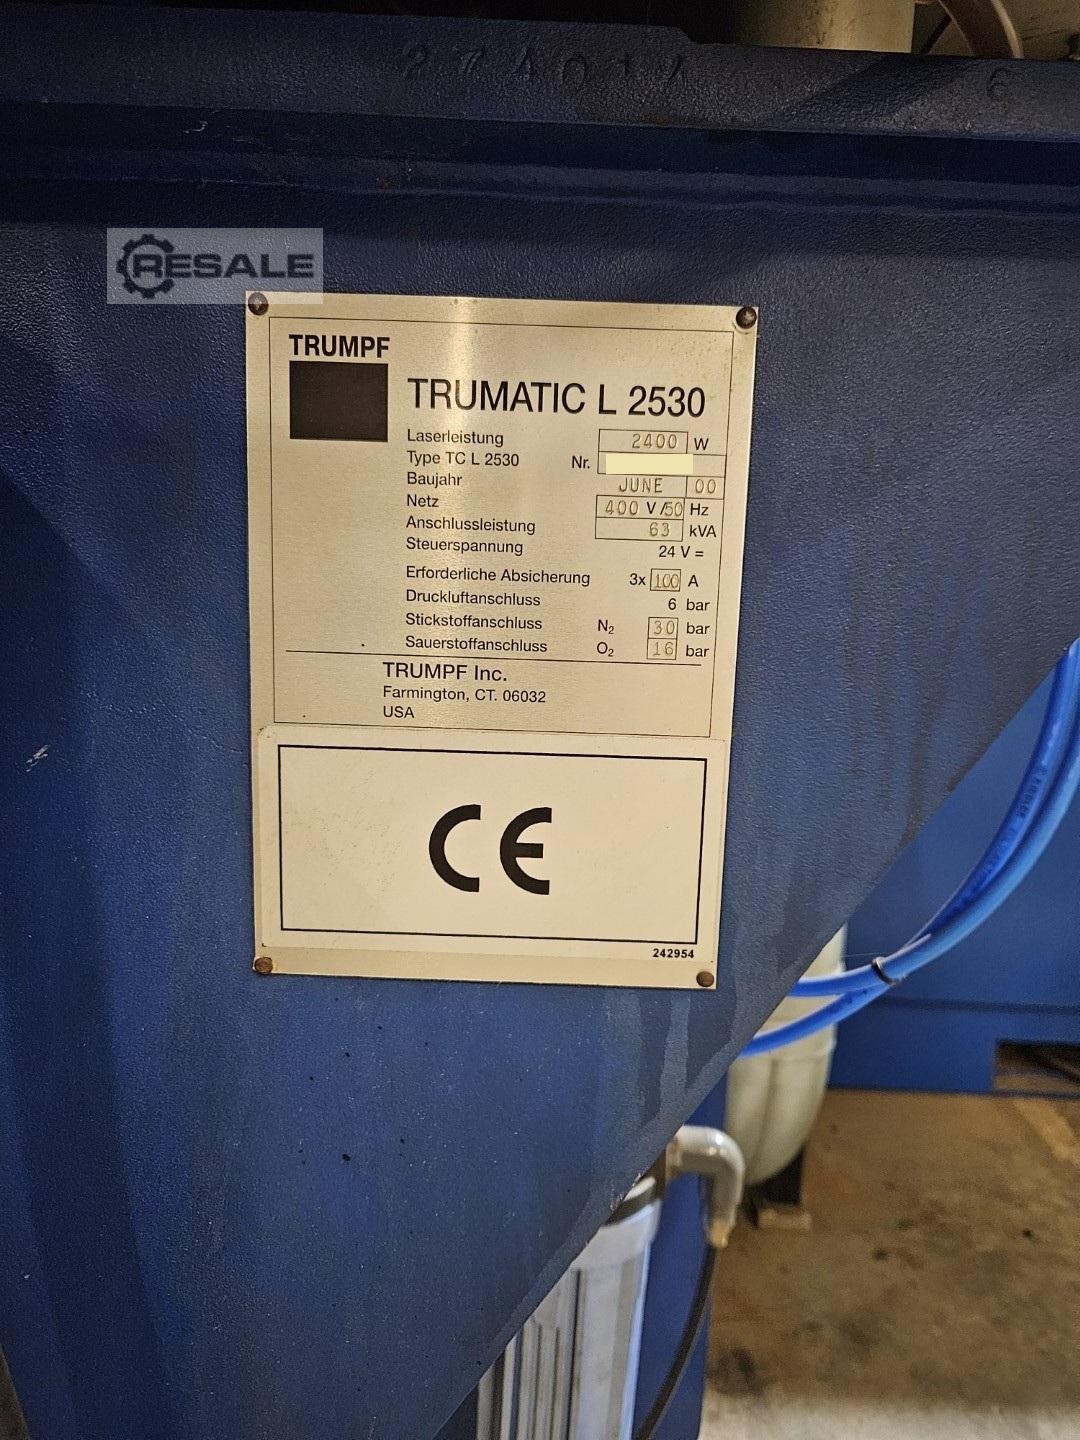 274014 6
RESALE
TRUMPF
TRUMATIC L 2530
Laserleistung 2400 W
Type TC L 2530 Nr.
Baujahr JUNE 00
Netz 400 V/50 Hz
Anschlussleistung 63 kVA
Steuerspannung 24 V =
Erforderliche Absicherung 3x 100 A
Druckluftanschluss 6 bar
Stickstoffanschluss N₂ 30 bar
Sauerstoffanschluss O₂ 16 bar
TRUMPF Inc.
Farmington, CT. 06032
USA
CE
242954